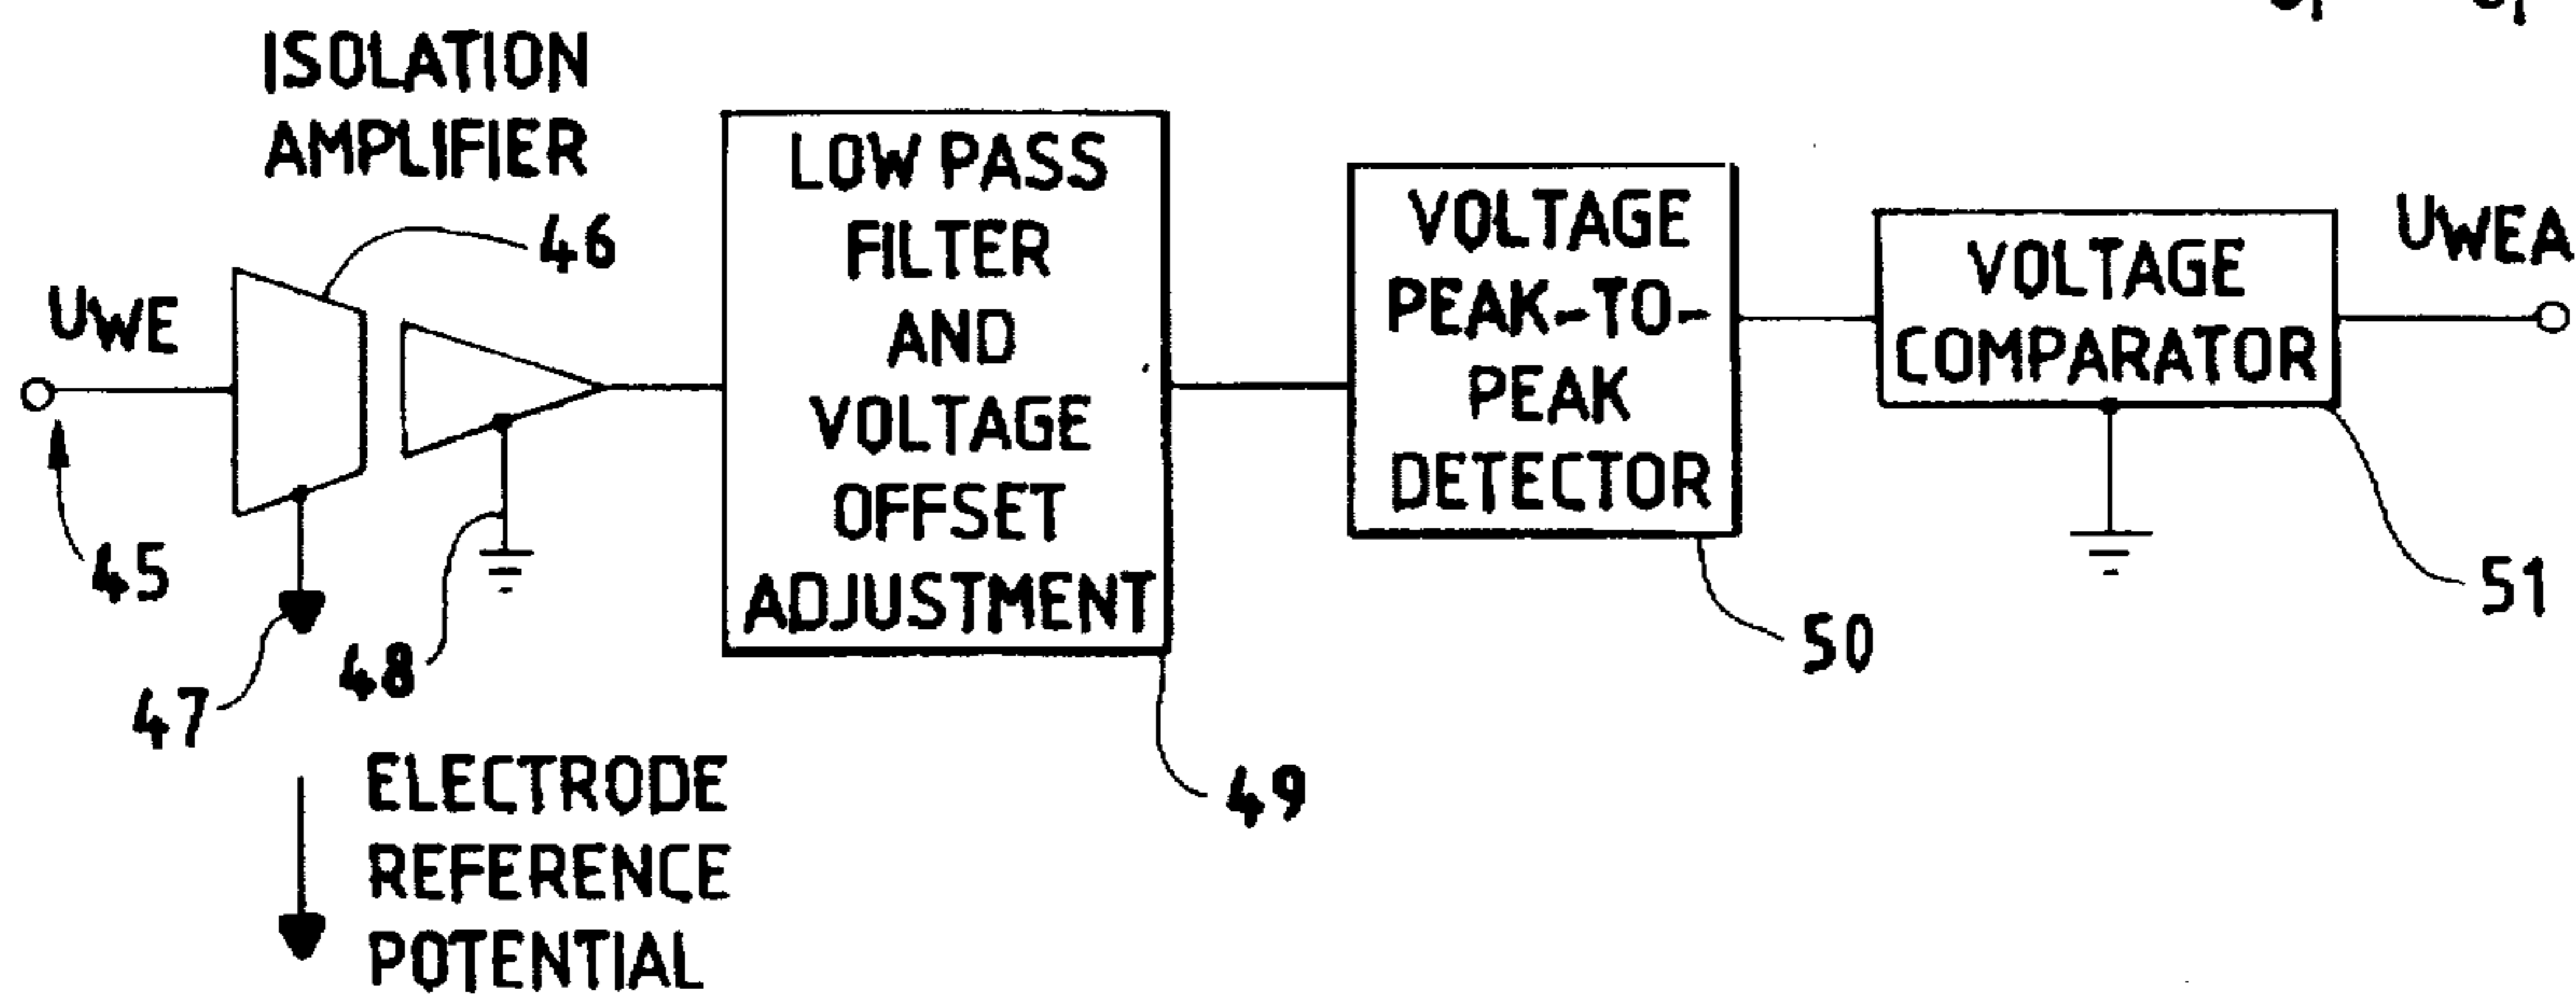 ISOLATION
AMPLIFIER
46
UWE
45
47
48
ELECTRODE
REFERENCE
POTENTIAL
LOW PASS
FILTER
AND
VOLTAGE
OFFSET
ADJUSTMENT
49
VOLTAGE
PEAK-TO-
PEAK
DETECTOR
50
VOLTAGE
COMPARATOR
51
UWEA